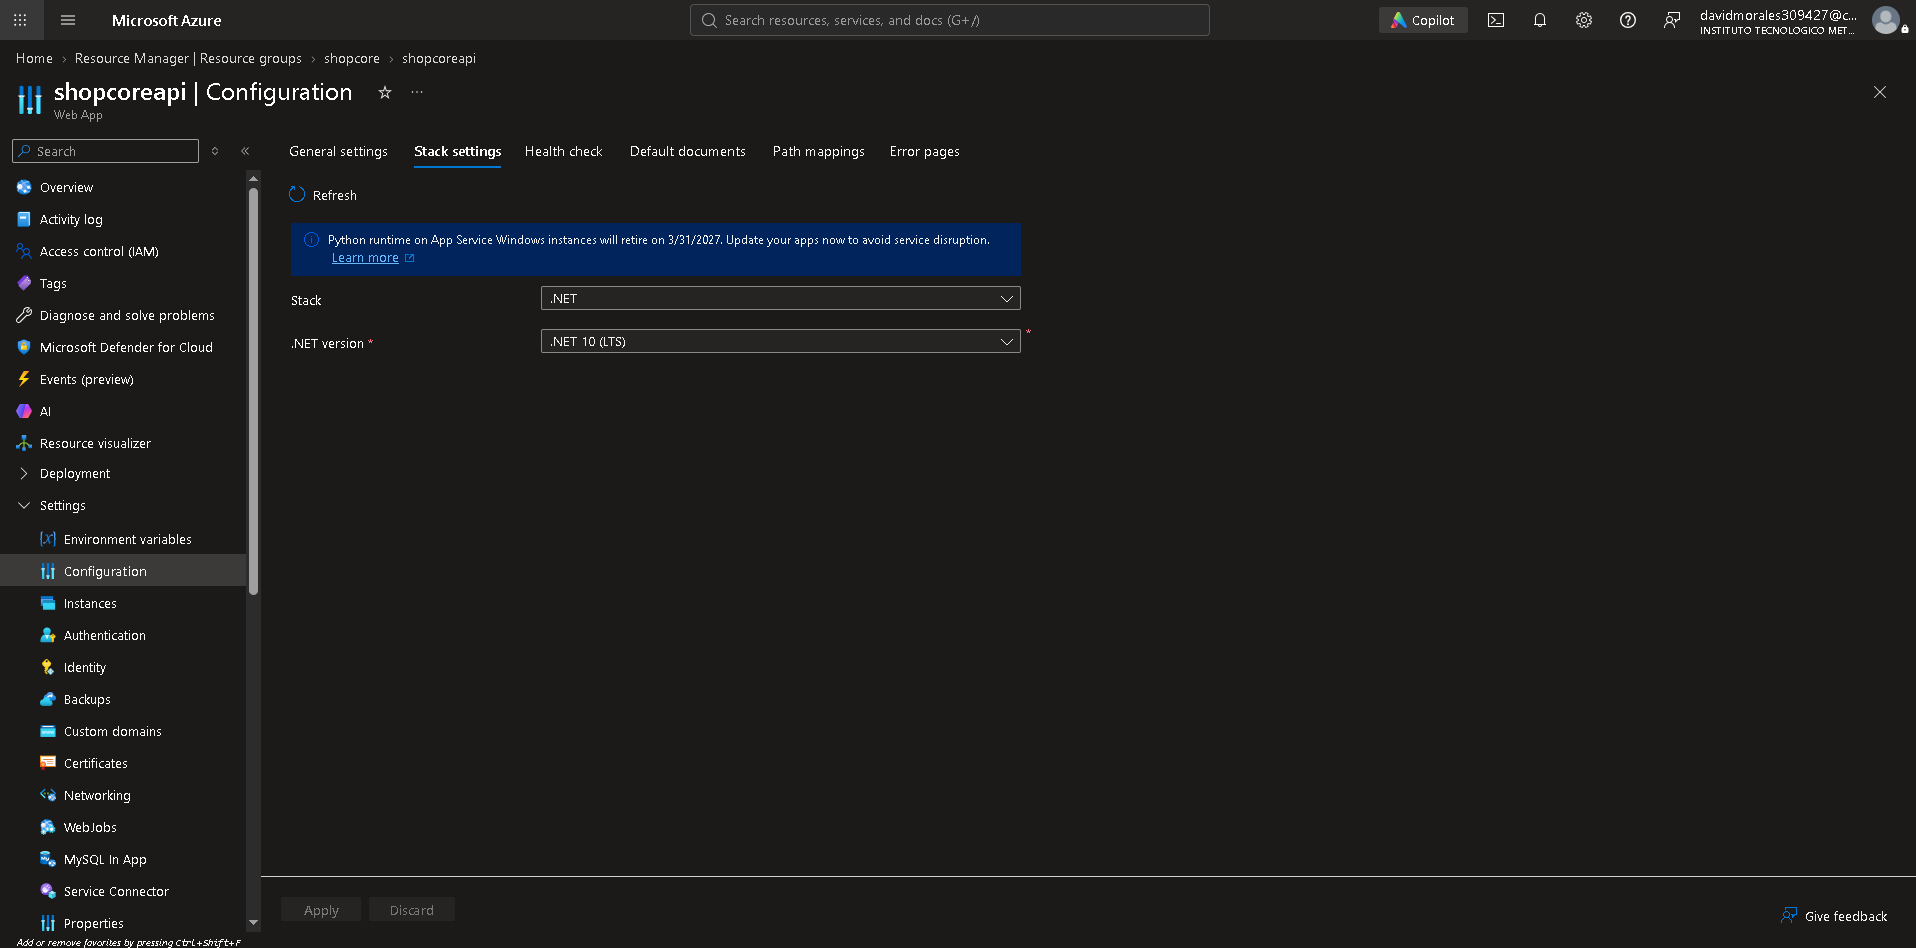 Microsoft Azure
Search resources, services, and docs (G+/)
Copilot
davidmorales309427@c...
INSTITUTO TECNOLOGICO MET...
Home > Resource Manager | Resource groups > shopcore > shopcoreapi
shopcoreapi | Configuration
Web App
Search
General settings
Stack settings
Health check
Default documents
Path mappings
Error pages
Refresh
Python runtime on App Service Windows instances will retire on 3/31/2027. Update your apps now to avoid service disruption.
Learn more
Stack
.NET
.NET version *
.NET 10 (LTS)
*
Overview
Activity log
Access control (IAM)
Tags
Diagnose and solve problems
Microsoft Defender for Cloud
Events (preview)
AI
Resource visualizer
Deployment
Settings
Environment variables
Configuration
Instances
Authentication
Identity
Backups
Custom domains
Certificates
Networking
WebJobs
MySQL In App
Service Connector
Properties
Add or remove favorites by pressing Ctrl+Shift+F
Apply
Discard
Give feedback